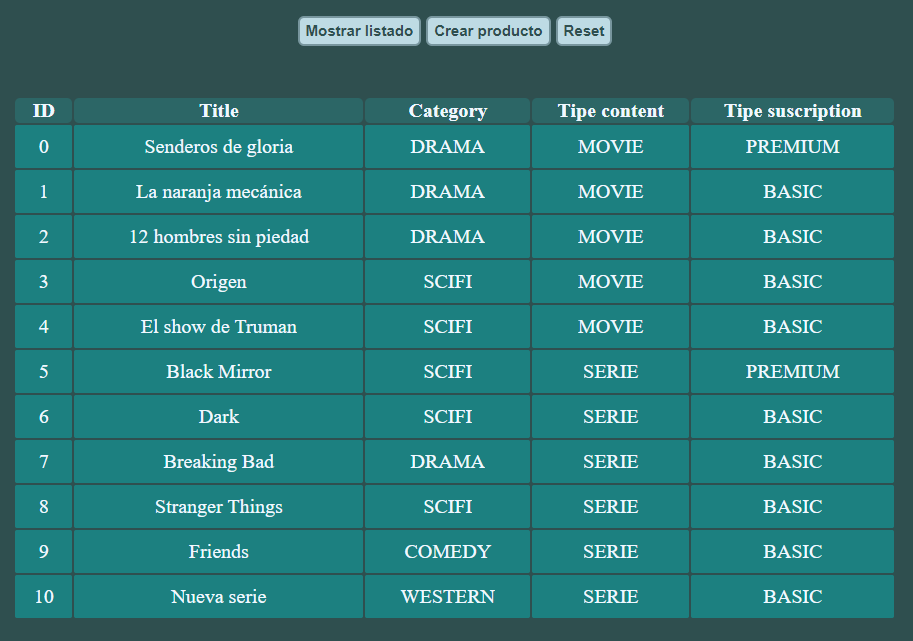 Mostrar listado Crear producto Reset
ID Title Category Tipe content Tipe suscription
0 Senderos de gloria DRAMA MOVIE PREMIUM
1 La naranja mecánica DRAMA MOVIE BASIC
2 12 hombres sin piedad DRAMA MOVIE BASIC
3 Origen SCIFI MOVIE BASIC
4 El show de Truman SCIFI MOVIE BASIC
5 Black Mirror SCIFI SERIE PREMIUM
6 Dark SCIFI SERIE BASIC
7 Breaking Bad DRAMA SERIE BASIC
8 Stranger Things SCIFI SERIE BASIC
9 Friends COMEDY SERIE BASIC
10 Nueva serie WESTERN SERIE BASIC